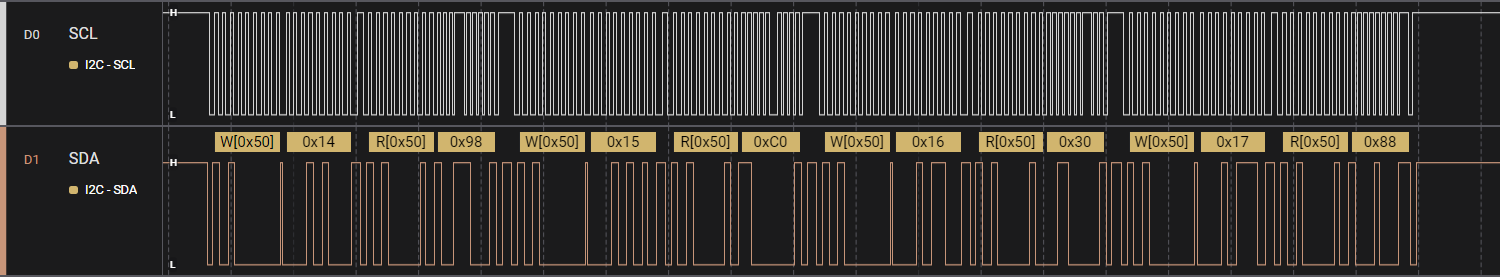 H
D0 SCL
I2C - SCL
L
W[0x50] 0x14 R[0x50] 0x98 W[0x50] 0x15 R[0x50] 0xC0 W[0x50] 0x16 R[0x50] 0x30 W[0x50] 0x17 R[0x50] 0x88
D1 SDA
H
I2C - SDA
L